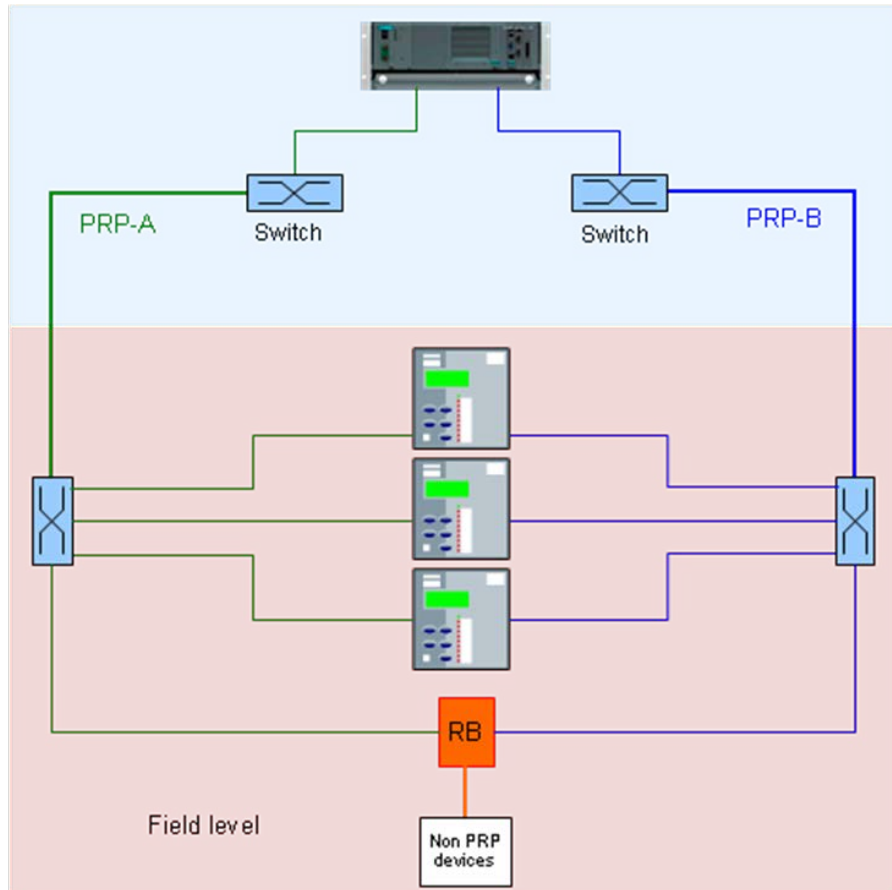 PRP-A
Switch
Switch
PRP-B
RB
Field level
Non PRP
devices